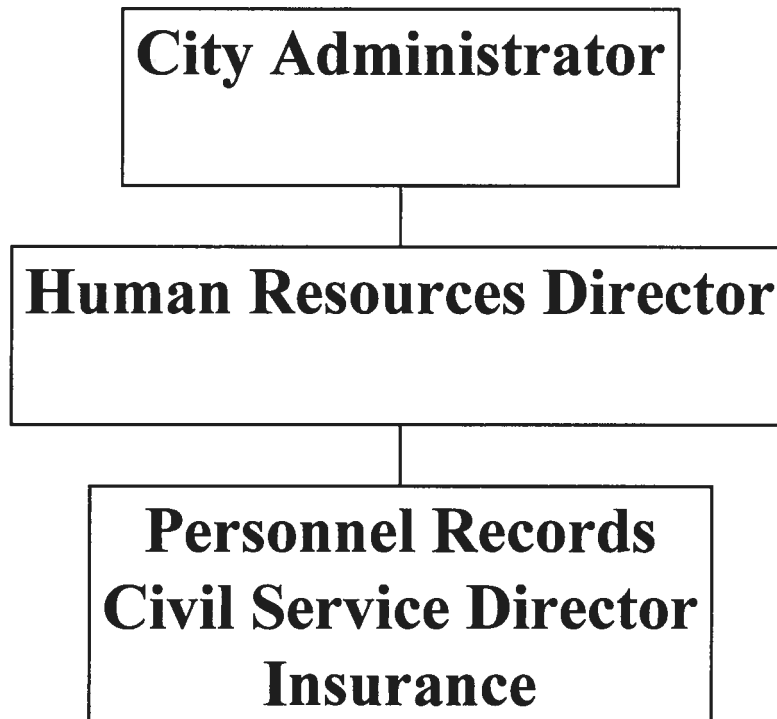 City Administrator
Human Resources Director
Personnel Records
Civil Service Director
Insurance